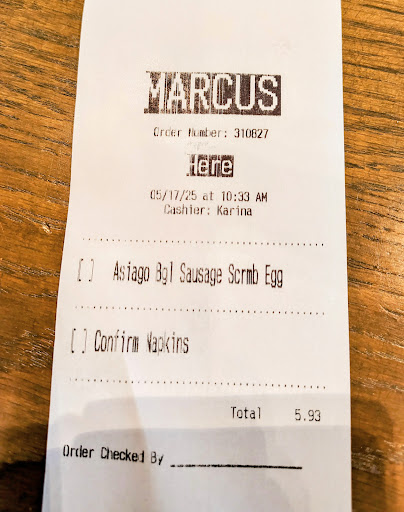 MARCUS
Order Number: 310827
Here
05/17/25 at 10:33 AM
Cashier: Karina
[ ] Asiago Bgl Sausage Scrmb Egg
[ ] Confirm Napkins
Total 5.93
Order Checked By